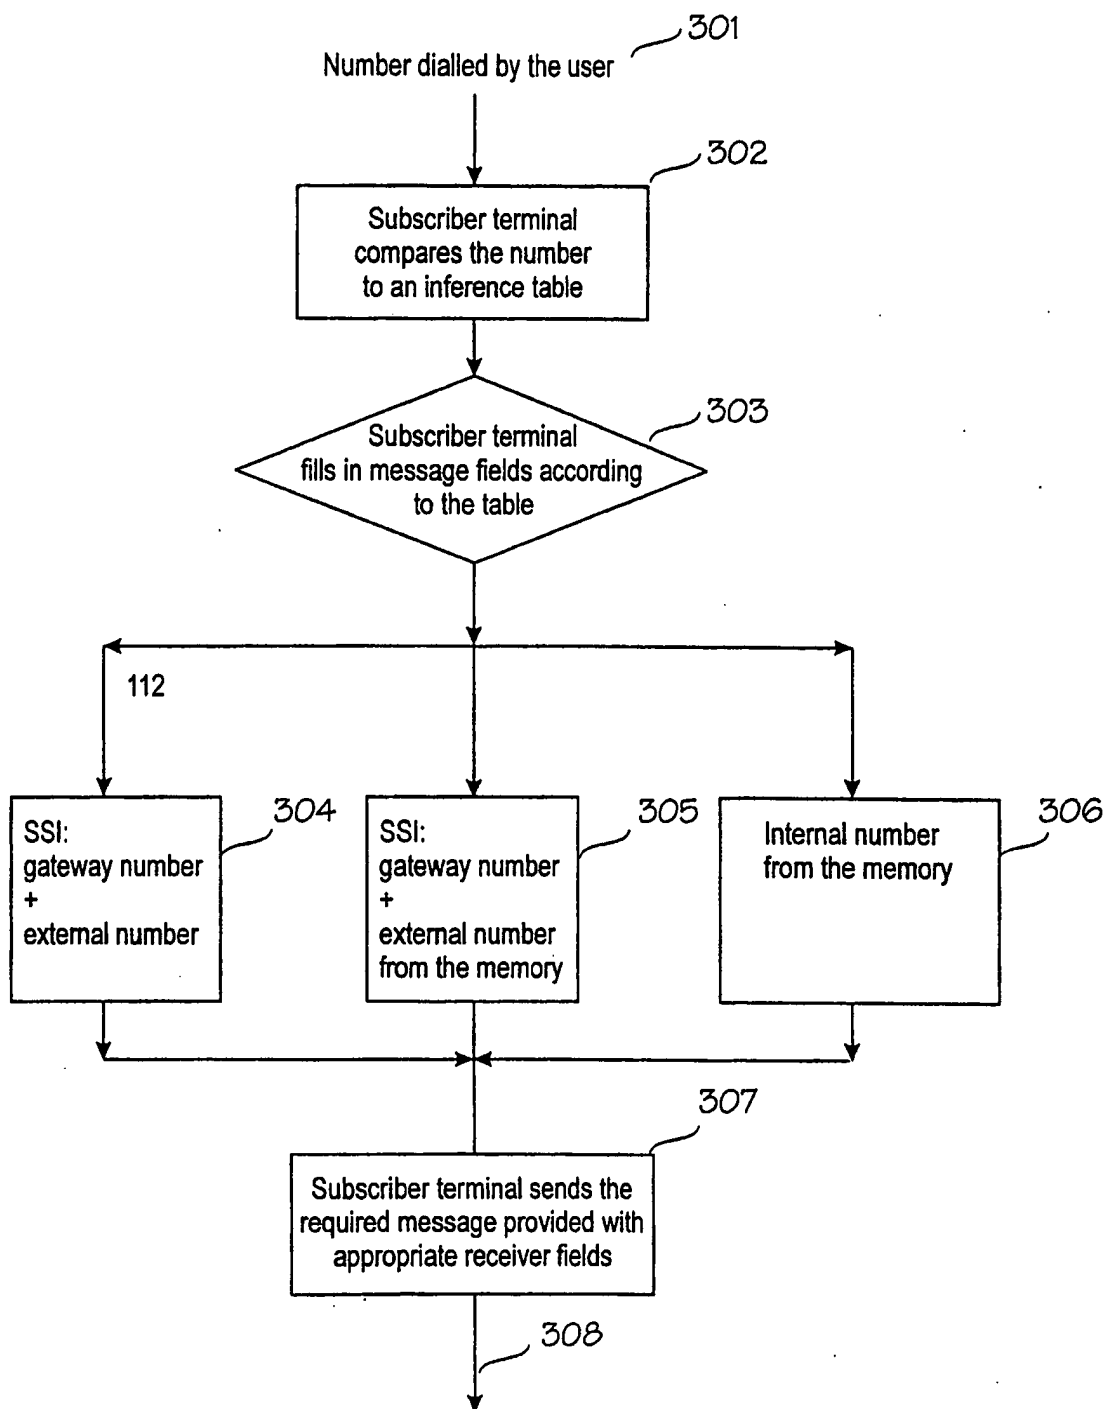 301
Number dialled by the user
302
Subscriber terminal
compares the number
to an inference table
303
Subscriber terminal
fills in message fields according
to the table
112
304
SSI:
gateway number
+
external number
305
SSI:
gateway number
+
external number
from the memory
306
Internal number
from the memory
307
Subscriber terminal sends the
required message provided with
appropriate receiver fields
308